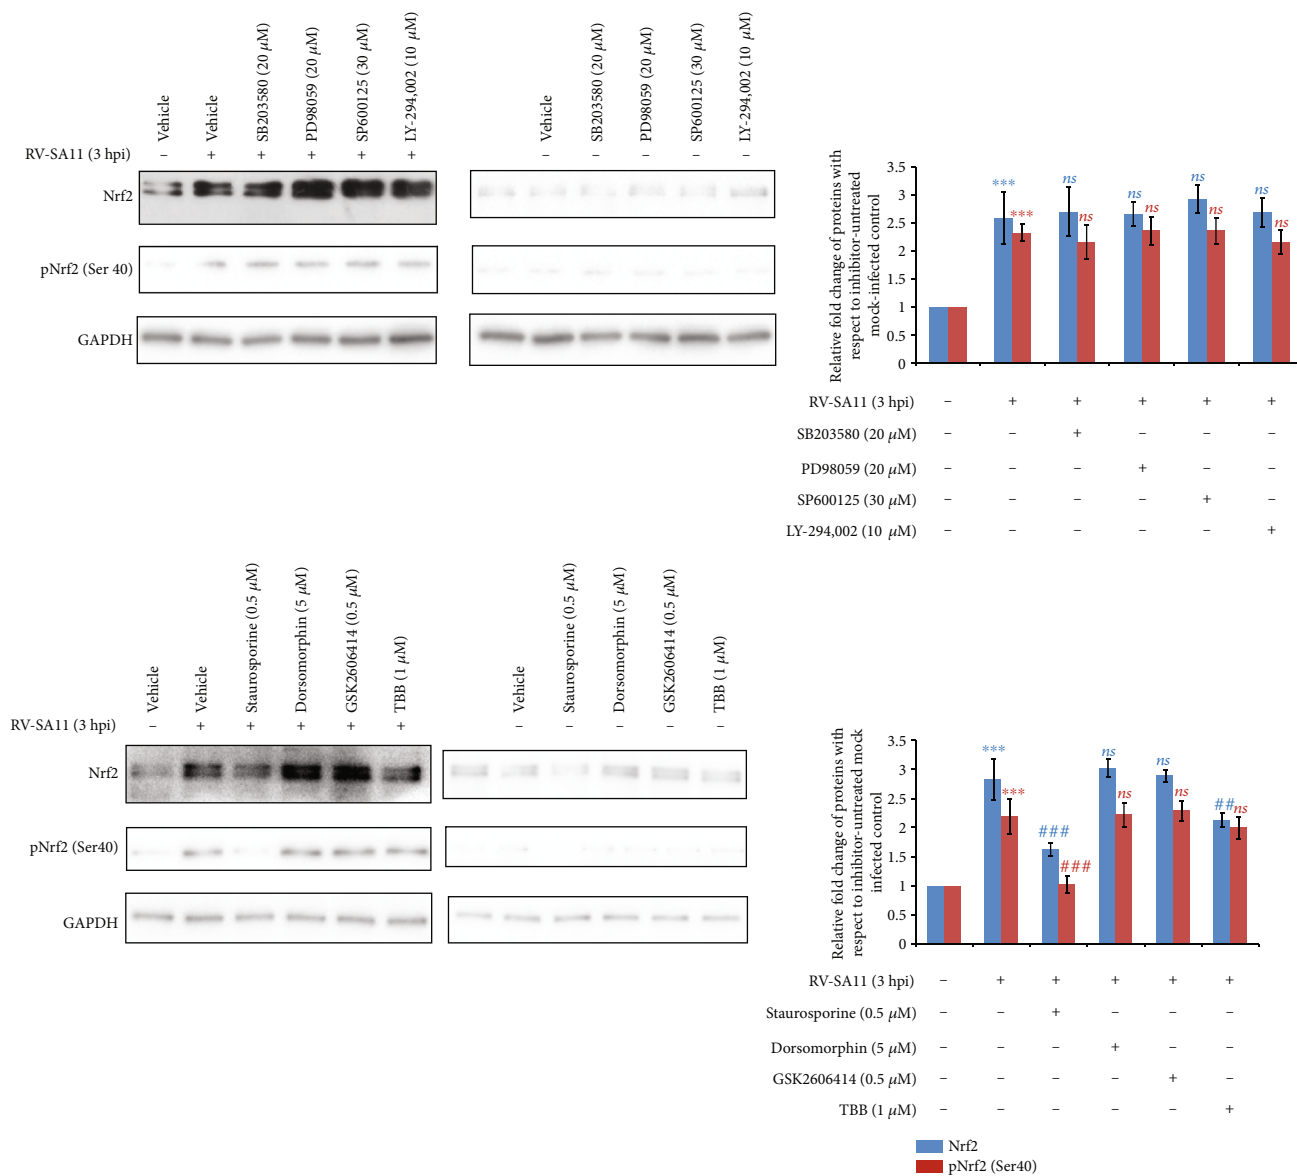 Vehicle
Vehicle
SB203580 (20 μM)
PD98059 (20 μM)
SP600125 (30 μM)
LY-294,002 (10 μM)
RV-SA11 (3 hpi) – + + + + +
Nrf2
pNrf2 (Ser 40)
GAPDH
Vehicle
SB203580 (20 μM)
PD98059 (20 μM)
SP600125 (30 μM)
LY-294,002 (10 μM)
– – – – –
Relative fold change of proteins with
respect to inhibitor-untreated
mock-infected control
3.5
3
2.5
2
1.5
1
0.5
0
*** *** ns ns ns ns ns ns ns ns
RV-SA11 (3 hpi) – + + + + +
SB203580 (20 μM) – – + – – –
PD98059 (20 μM) – – – + – –
SP600125 (30 μM) – – – – + –
LY-294,002 (10 μM) – – – – – +
Vehicle
Vehicle
Staurosporine (0.5 μM)
Dorsomorphin (5 μM)
GSK2606414 (0.5 μM)
TBB (1 μM)
RV-SA11 (3 hpi) – + + + + +
Nrf2
pNrf2 (Ser40)
GAPDH
Vehicle
Staurosporine (0.5 μM)
Dorsomorphin (5 μM)
GSK2606414 (0.5 μM)
TBB (1 μM)
– – – – –
Relative fold change of proteins with
respect to inhibitor-untreated mock
infected control
3.5
3
2.5
2
1.5
1
0.5
0
*** *** ### ### ns ns ns ns ## ns
RV-SA11 (3 hpi) – + + + + +
Staurosporine (0.5 μM) – – + – – –
Dorsomorphin (5 μM) – – – + – –
GSK2606414 (0.5 μM) – – – – + –
TBB (1 μM) – – – – – +
Nrf2
pNrf2 (Ser40)